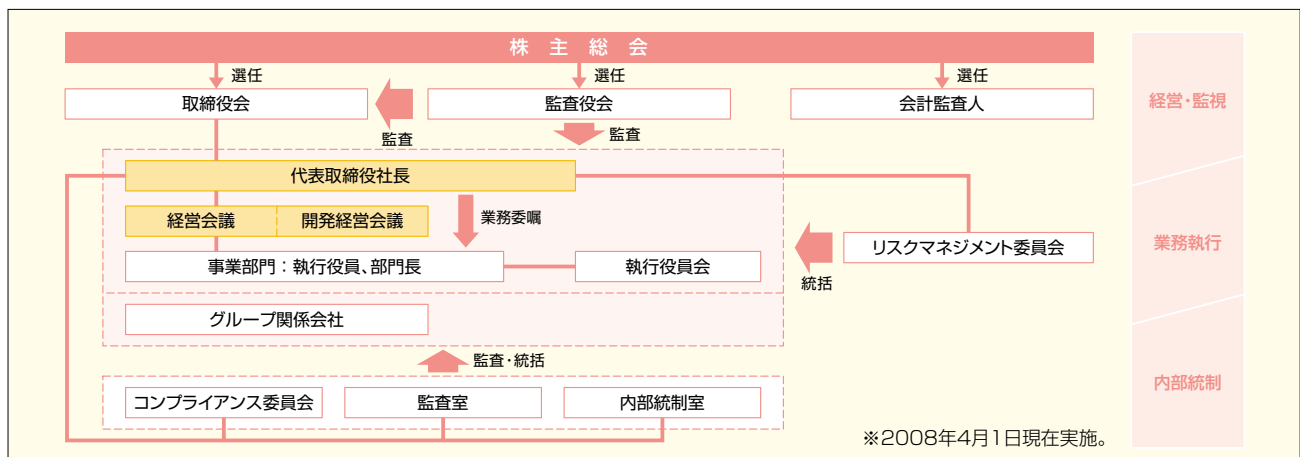 株主総会
選任
選任
選任
取締役会
監査役会
会計監査人
監査
監査
代表取締役社長
経営会議
開発経営会議
業務委嘱
事業部門：執行役員、部門長
執行役員会
リスクマネジメント委員会
統括
グループ関係会社
監査・統括
コンプライアンス委員会
監査室
内部統制室
※2008年4月1日現在実施。
経営・監視
業務執行
内部統制